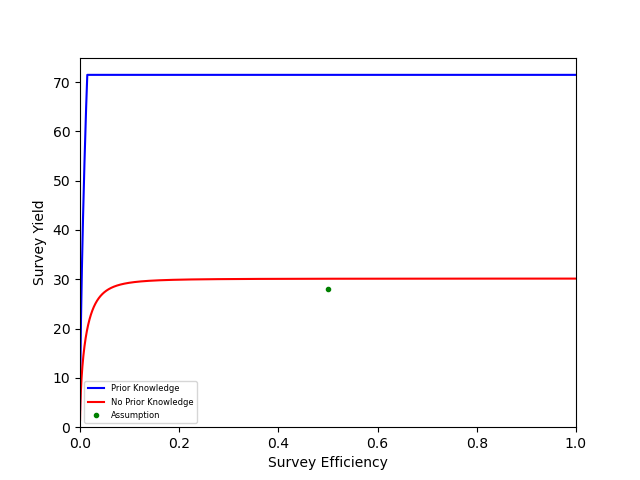 70
60
50
40
30
20
10
0
Survey Yield
Prior Knowledge
No Prior Knowledge
Assumption
0.0 0.2 0.4 0.6 0.8 1.0
Survey Efficiency